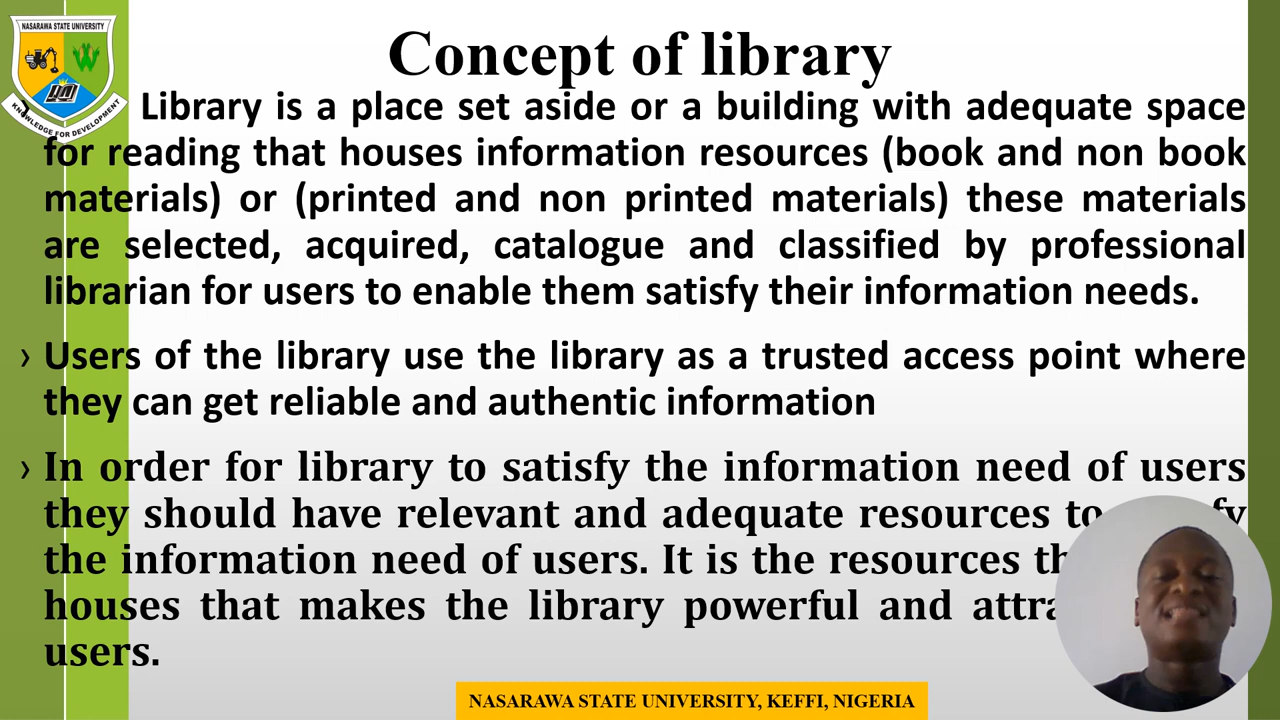 NASARAWA STATE UNIVERSITY
KNOWLEDGE FOR DEVELOPMENT
Concept of library
Library is a place set aside or a building with adequate space
for reading that houses information resources (book and non book
materials) or (printed and non printed materials) these materials
are selected, acquired, catalogue and classified by professional
librarian for users to enable them satisfy their information needs.
› Users of the library use the library as a trusted access point where
they can get reliable and authentic information
› In order for library to satisfy the information need of users
they should have relevant and adequate resources to
the information need of users. It is the resources
houses that makes the library powerful and
users.
NASARAWA STATE UNIVERSITY, KEFFI, NIGERIA